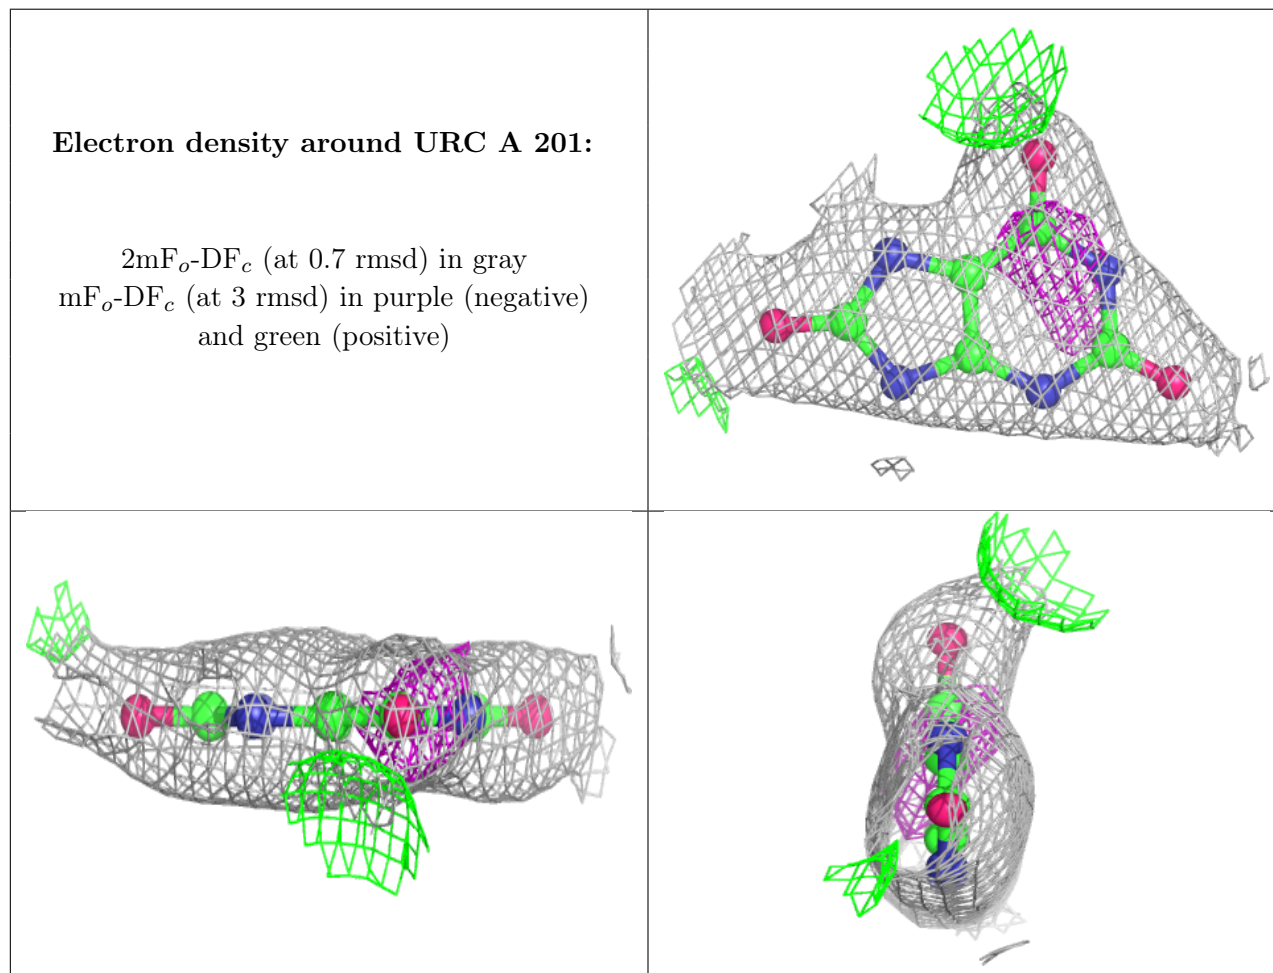 Electron density around URC A 201:
2mFo-DFc (at 0.7 rmsd) in gray
mFo-DFc (at 3 rmsd) in purple (negative)
and green (positive)